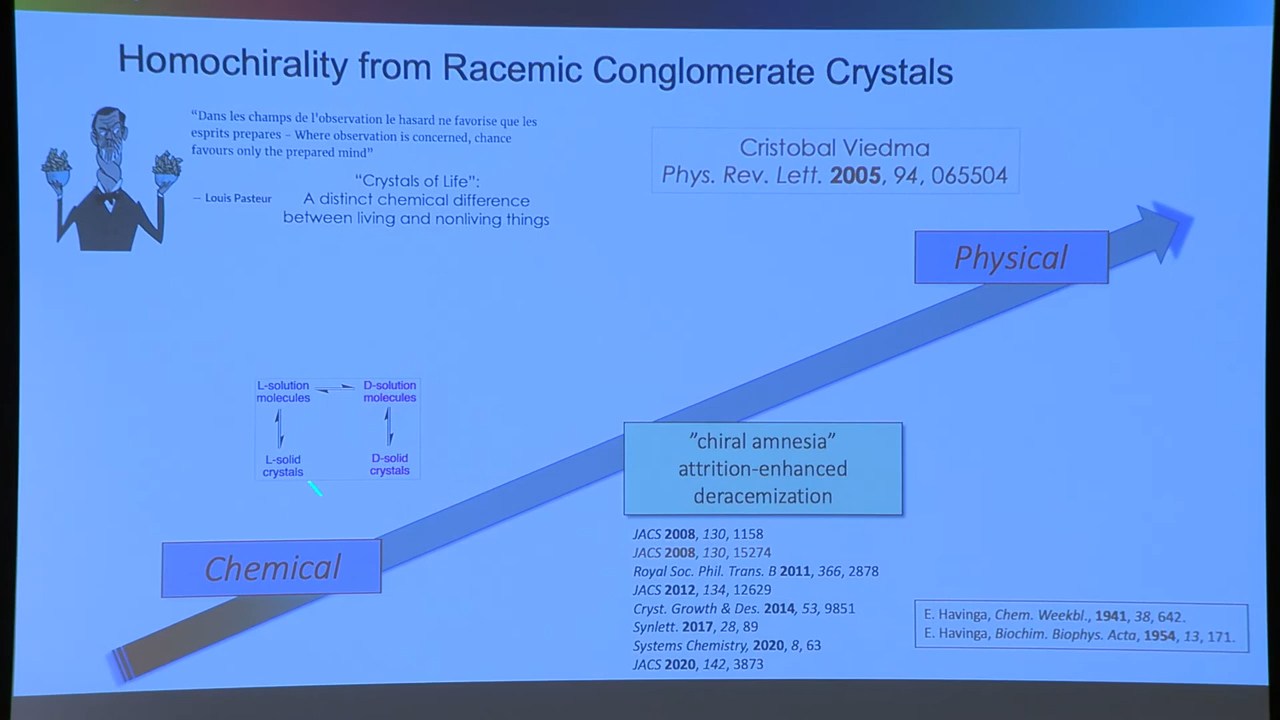 Homochirality from Racemic Conglomerate Crystals
“Dans les champs de l'observation le hasard ne favorise que les
esprits prepares – Where observation is concerned, chance
favours only the prepared mind”
— Louis Pasteur
“Crystals of Life”:
A distinct chemical difference
between living and nonliving things
Cristobal Viedma
Phys. Rev. Lett. 2005, 94, 065504
Physical
L-solution
molecules
D-solution
molecules
L-solid
crystals
D-solid
crystals
Chemical
”chiral amnesia”
attrition-enhanced
deracemization
JACS 2008, 130, 1158
JACS 2008, 130, 15274
Royal Soc. Phil. Trans. B 2011, 366, 2878
JACS 2012, 134, 12629
Cryst. Growth & Des. 2014, 53, 9851
Synlett. 2017, 28, 89
Systems Chemistry, 2020, 8, 63
JACS 2020, 142, 3873
E. Havinga, Chem. Weekbl., 1941, 38, 642.
E. Havinga, Biochim. Biophys. Acta, 1954, 13, 171.